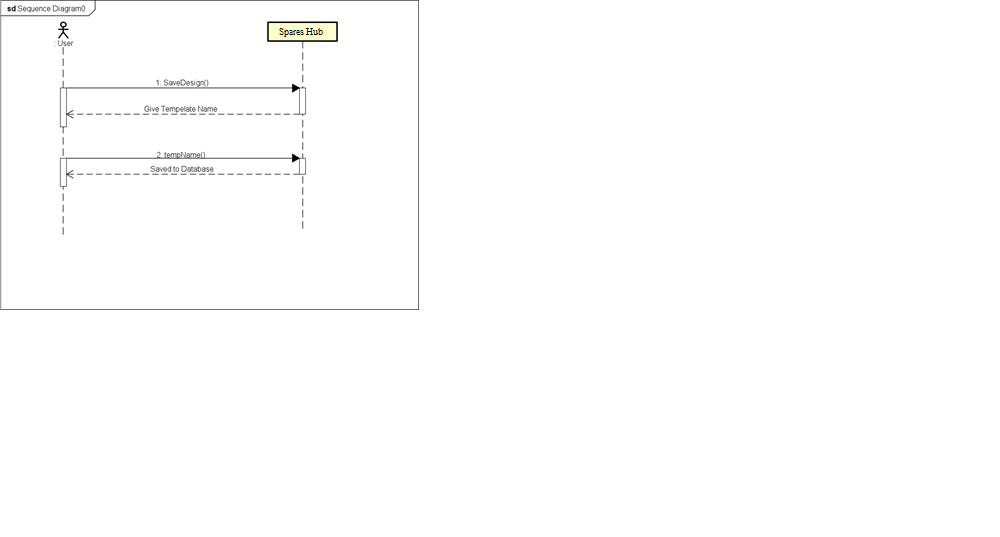 sd Sequence Diagram0
: User
Spares Hub
1: SaveDesign()
Give Tempelate Name
2: tempName()
Saved to Database